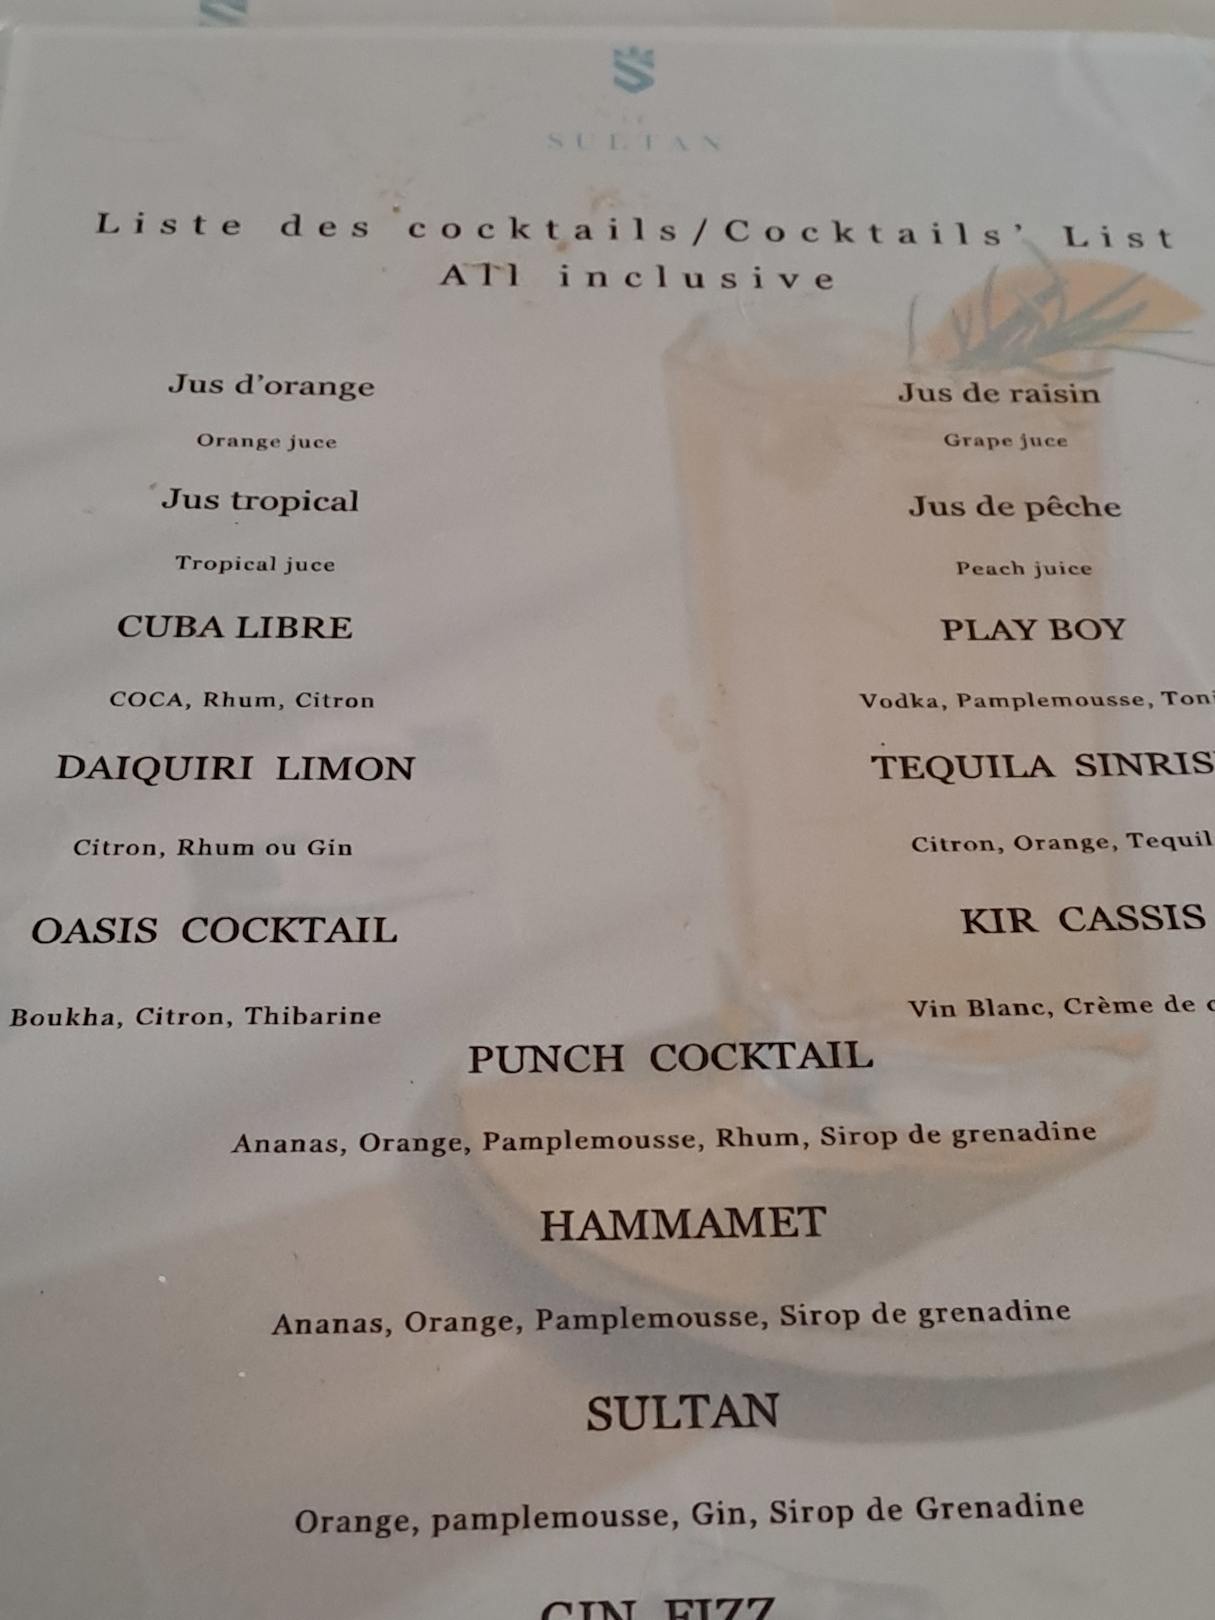 LE
SULTAN
Liste des cocktails/Cocktails' List
All inclusive
Jus d'orange
Orange juce
Jus tropical
Tropical juce
CUBA LIBRE
COCA, Rhum, Citron
DAIQUIRI LIMON
Citron, Rhum ou Gin
OASIS COCKTAIL
Boukha, Citron, Thibarine
Jus de raisin
Grape juce
Jus de pêche
Peach juice
PLAY BOY
Vodka, Pamplemousse,
TEQUILA
Citron, Orange,
KIR CASSIS
Vin Blanc, Crème de
PUNCH COCKTAIL
Ananas, Orange, Pamplemousse, Rhum, Sirop de grenadine
HAMMAMET
Ananas, Orange, Pamplemousse, Sirop de grenadine
SULTAN
Orange, pamplemousse, Gin, Sirop de Grenadine
GIN FIZZ